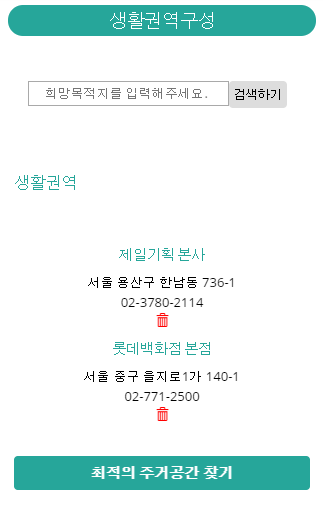 생활권역구성
희망목적지를 입력해주세요.
검색하기
생활권역
제일기획 본사
서울 용산구 한남동 736-1
02-3780-2114
롯데백화점 본점
서울 중구 을지로1가 140-1
02-771-2500
최적의 주거공간 찾기